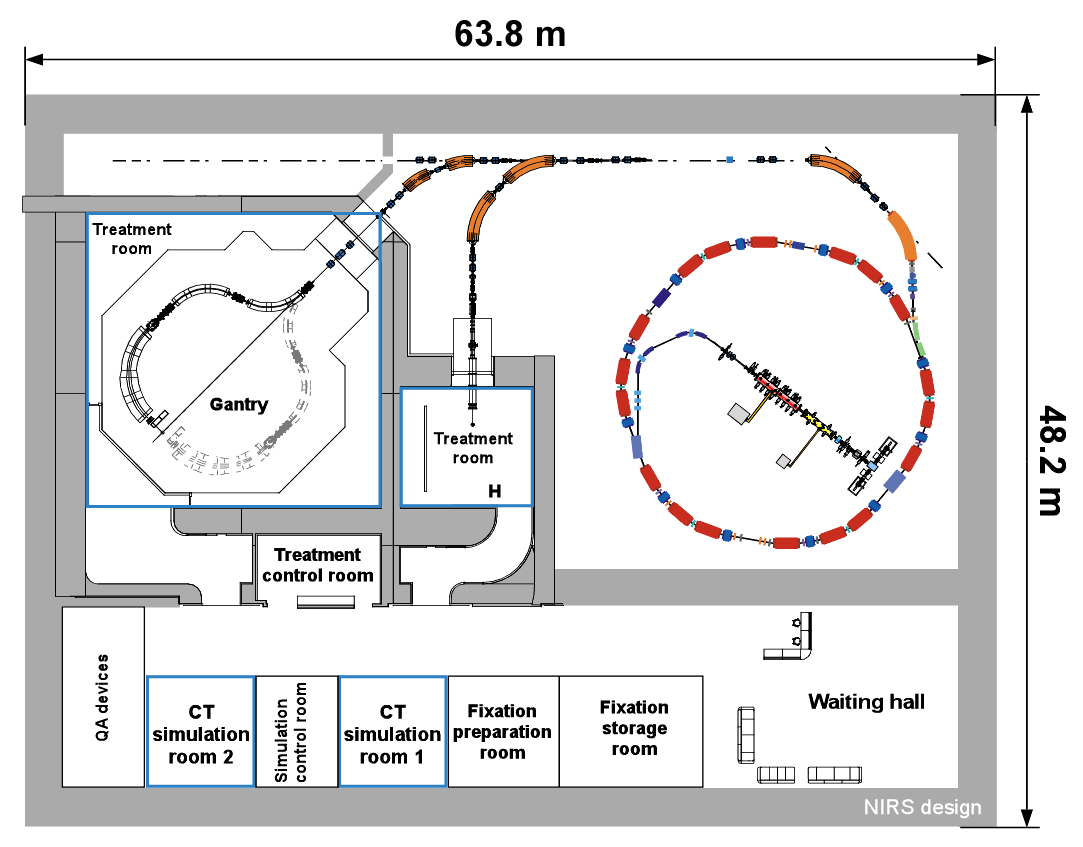 63.8 m
48.2 m
Treatment
room
Gantry
Treatment
room
H
Treatment
control room
QA devices
CT
simulation
room 2
Simulation
control room
CT
simulation
room 1
Fixation
preparation
room
Fixation
storage
room
Waiting hall
NIRS design